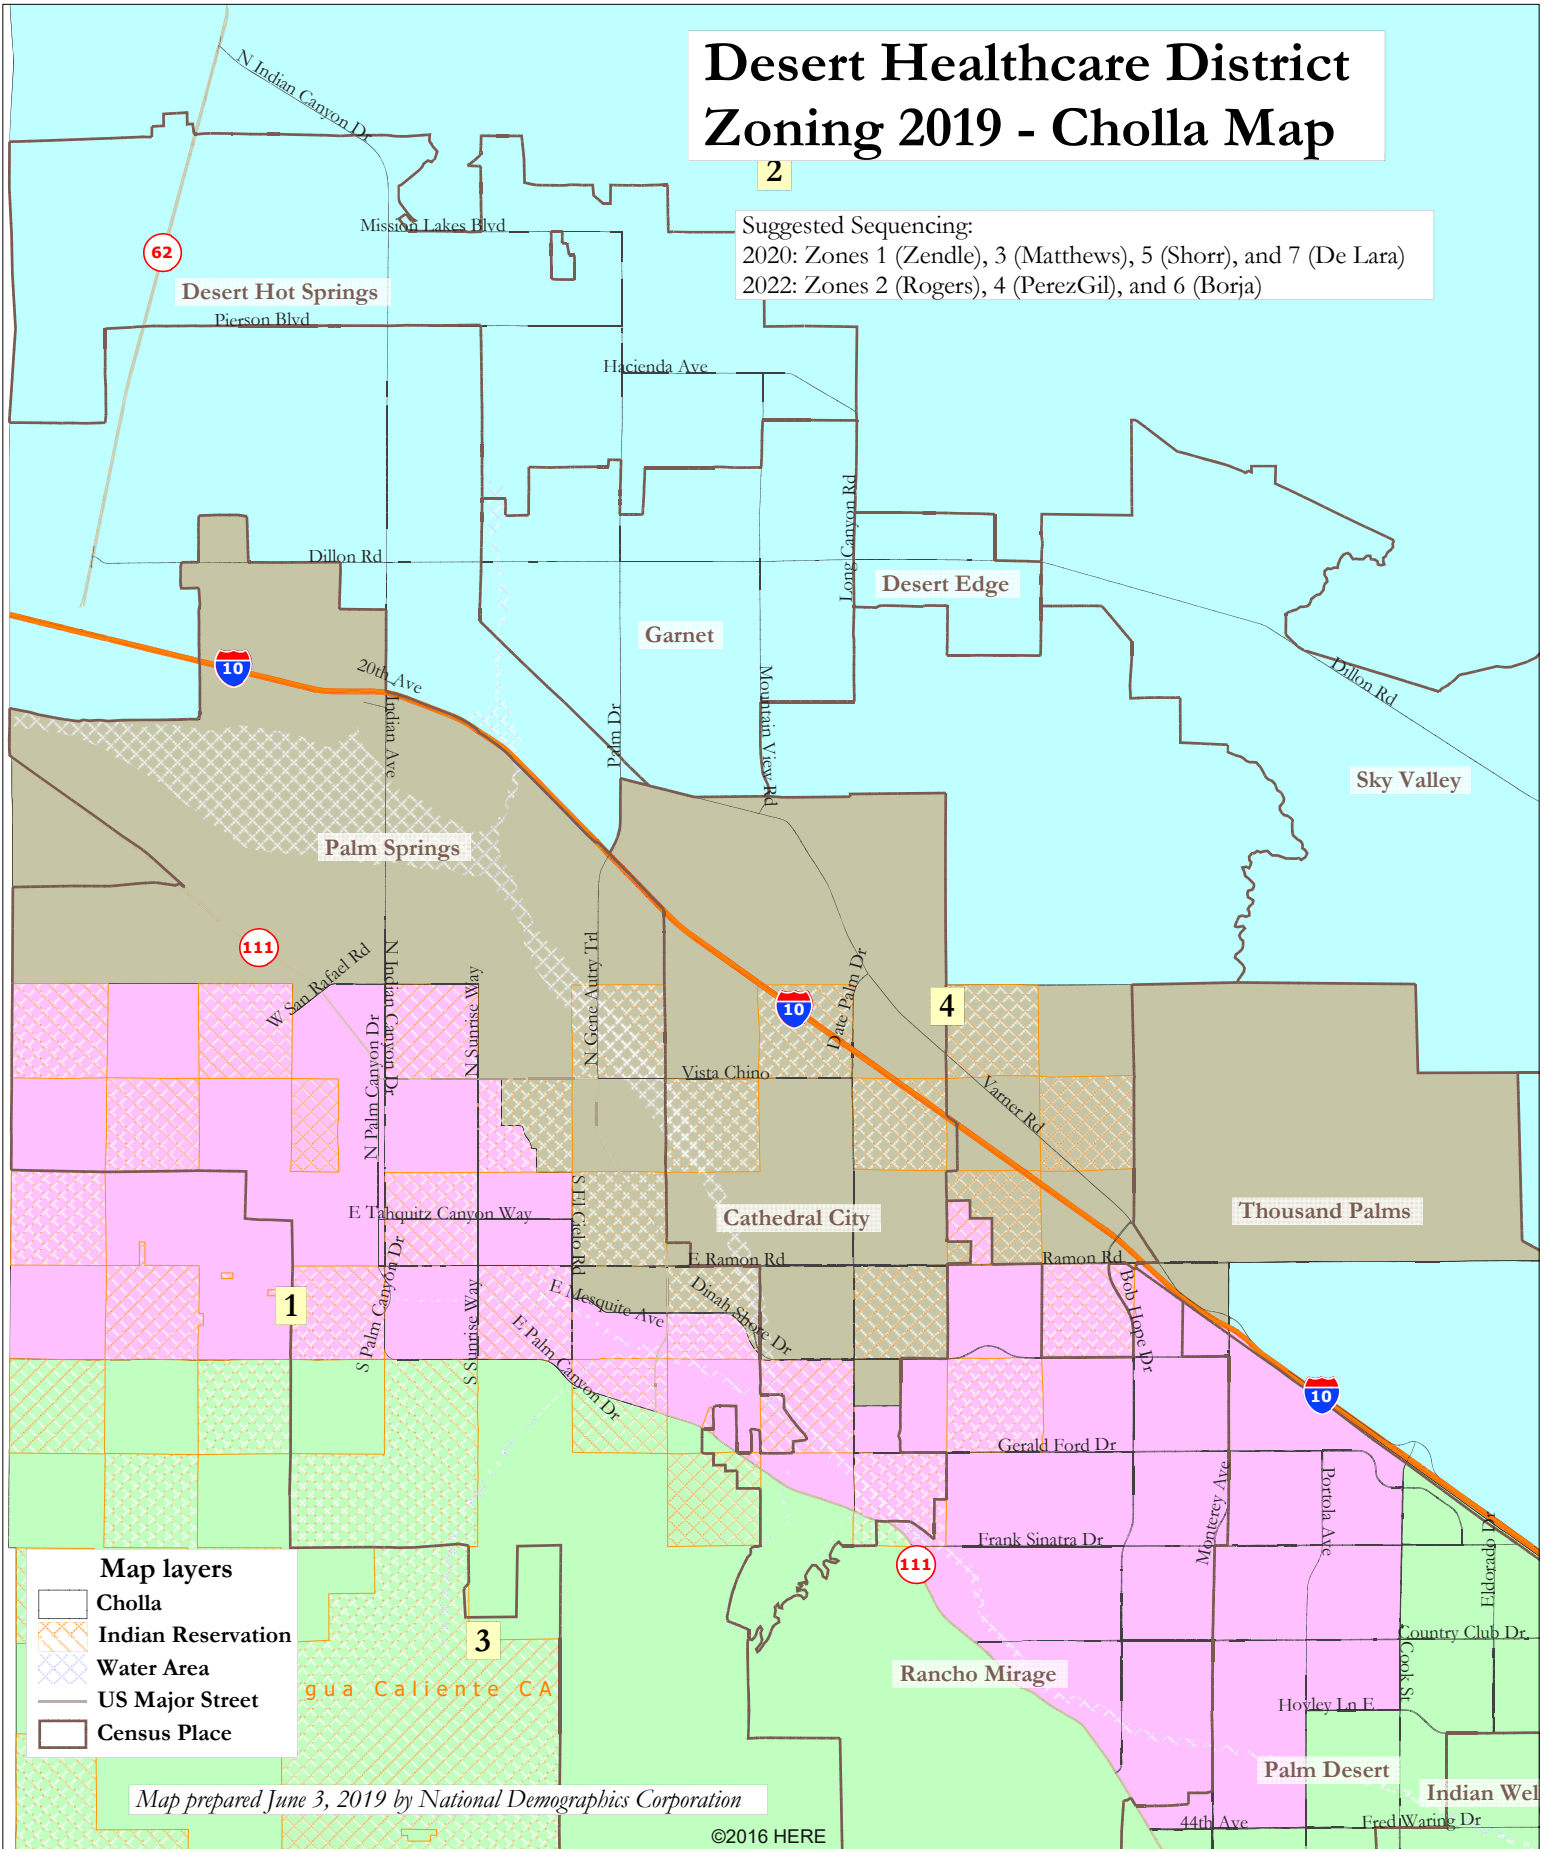 Desert Healthcare District
Zoning 2019 - Cholla Map
2
Suggested Sequencing:
2020: Zones 1 (Zendle), 3 (Matthews), 5 (Shorr), and 7 (De Lara)
2022: Zones 2 (Rogers), 4 (PerezGil), and 6 (Borja)
N Indian Canyon Dr
Mission Lakes Blvd
62
Desert Hot Springs
Pierson Blvd
Hacienda Ave
Long Canyon Rd
Dillon Rd
Desert Edge
Garnet
10
20th Ave
Indian Ave
Palm Dr
Mountain View Rd
Dillon Rd
Sky Valley
Palm Springs
111
W San Rafael Rd
N Indian Canyon Dr
N Sunrise Way
N Gene Autry Trl
10
Date Palm Dr
4
N Palm Canyon Dr
Vista Chino
Varner Rd
S El Cielo Rd
E Tahquitz Canyon Way
Cathedral City
Thousand Palms
E Ramon Rd
Ramon Rd
1
S Palm Canyon Dr
S Sunrise Way
E Mesquite Ave
Dinah Shore Dr
Bob Hope Dr
E Palm Canyon Dr
10
Gerald Ford Dr
Monterey Ave
Portola Ave
Frank Sinatra Dr
Eldorado Dr
111
Map layers
Cholla
Indian Reservation
Water Area
US Major Street
Census Place
3
gua Caliente CA
Country Club Dr
Cook St
Rancho Mirage
Hovley Ln E
Palm Desert
Indian Wel
Map prepared June 3, 2019 by National Demographics Corporation
44th Ave
Fred Waring Dr
©2016 HERE